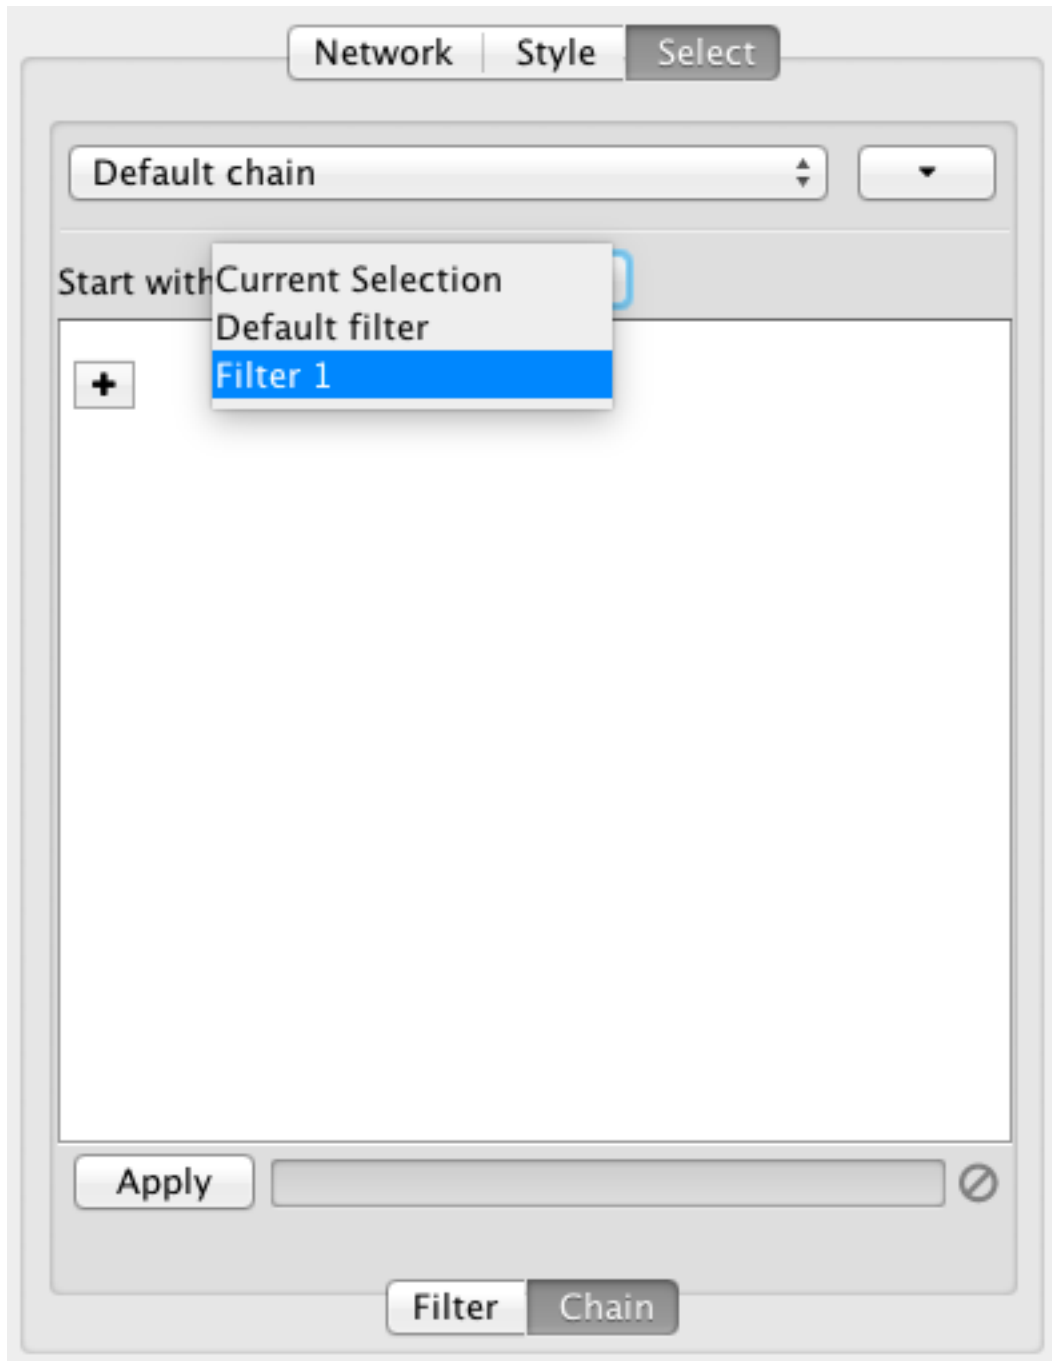 Network Style Select
Default chain
Start with
Current Selection
Default filter
Filter 1
Apply
Filter Chain